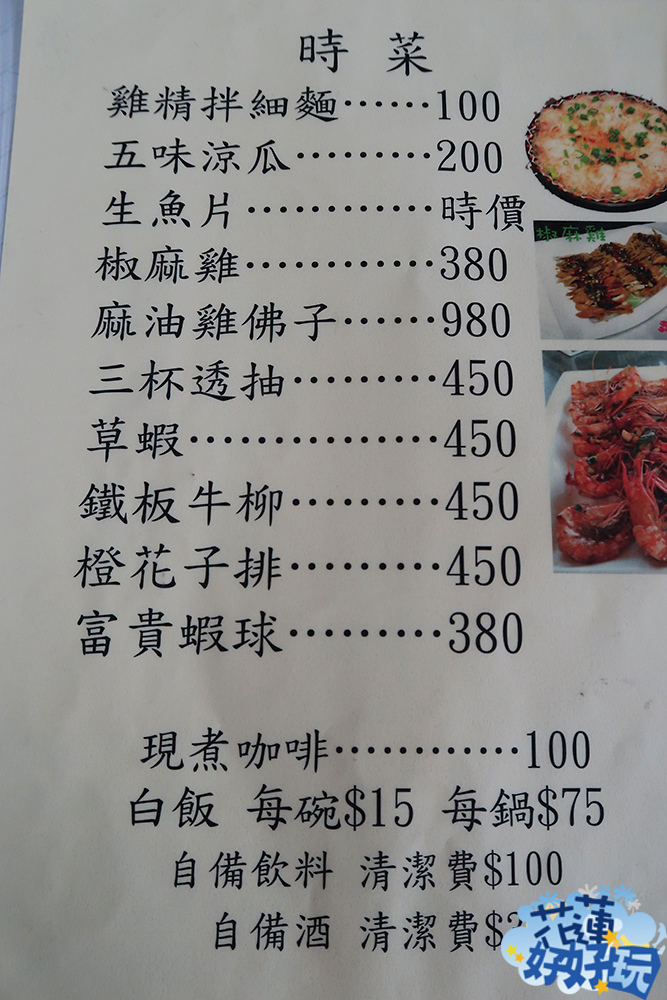 時 菜
雞精拌細麵……100
五味涼瓜………200
生魚片…………時價
椒麻雞…………380
麻油雞佛子……980
三杯透抽………450
草蝦……………450
鐵板牛柳………450
橙花子排………450
富貴蝦球………380
椒麻雞
現煮咖啡…………100
白飯 每碗$15 每鍋$75
自備飲料 清潔費$100
自備酒 清潔費$
花蓮
好好玩